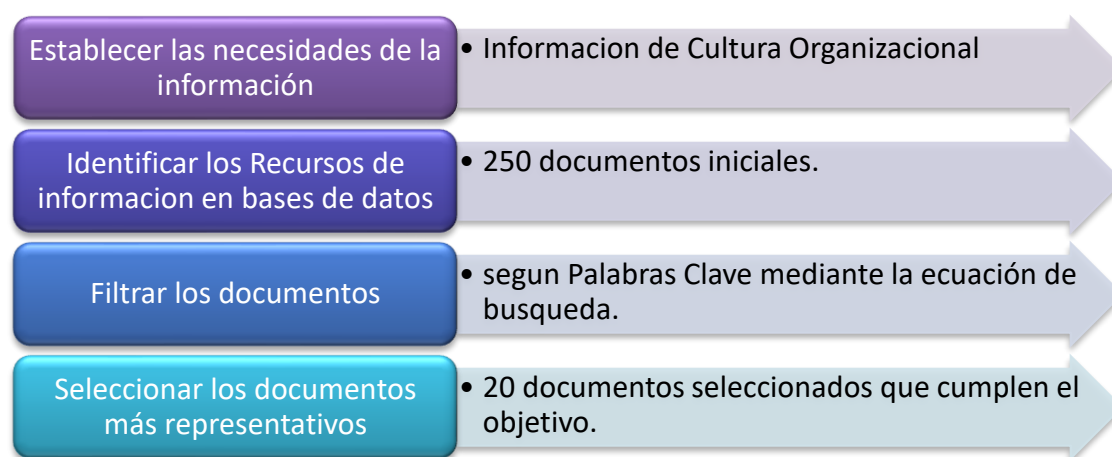 Establecer las necesidades de la
información
• Informacion de Cultura Organizacional
Identificar los Recursos de
informacion en bases de datos
• 250 documentos iniciales.
Filtrar los documentos
• segun Palabras Clave mediante la ecuación de
busqueda.
Seleccionar los documentos
más representativos
• 20 documentos seleccionados que cumplen el
objetivo.